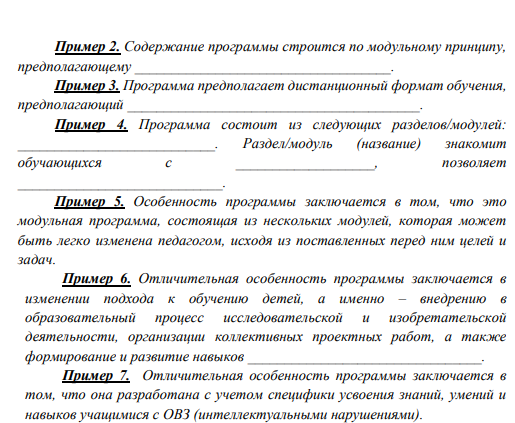 Пример 2. Содержание программы строится по модульному принципу,
предполагающему ____________________________________.
Пример 3. Программа предполагает дистанционный формат обучения,
предполагающий _________________________________________.
Пример 4. Программа состоит из следующих разделов/модулей:
____________________________. Раздел/модуль (название) знакомит
обучающихся с ____________________, позволяет
_____________________________.
Пример 5. Особенность программы заключается в том, что это
модульная программа, состоящая из нескольких модулей, которая может
быть легко изменена педагогом, исходя из поставленных перед ним целей и
задач.
Пример 6. Отличительная особенность программы заключается в
изменении подхода к обучению детей, а именно – внедрению в
образовательный процесс исследовательской и изобретательской
деятельности, организации коллективных проектных работ, а также
формирование и развитие навыков _________________________________.
Пример 7. Отличительная особенность программы заключается в
том, что она разработана с учетом специфики усвоения знаний, умений и
навыков учащимися с ОВЗ (интеллектуальными нарушениями).